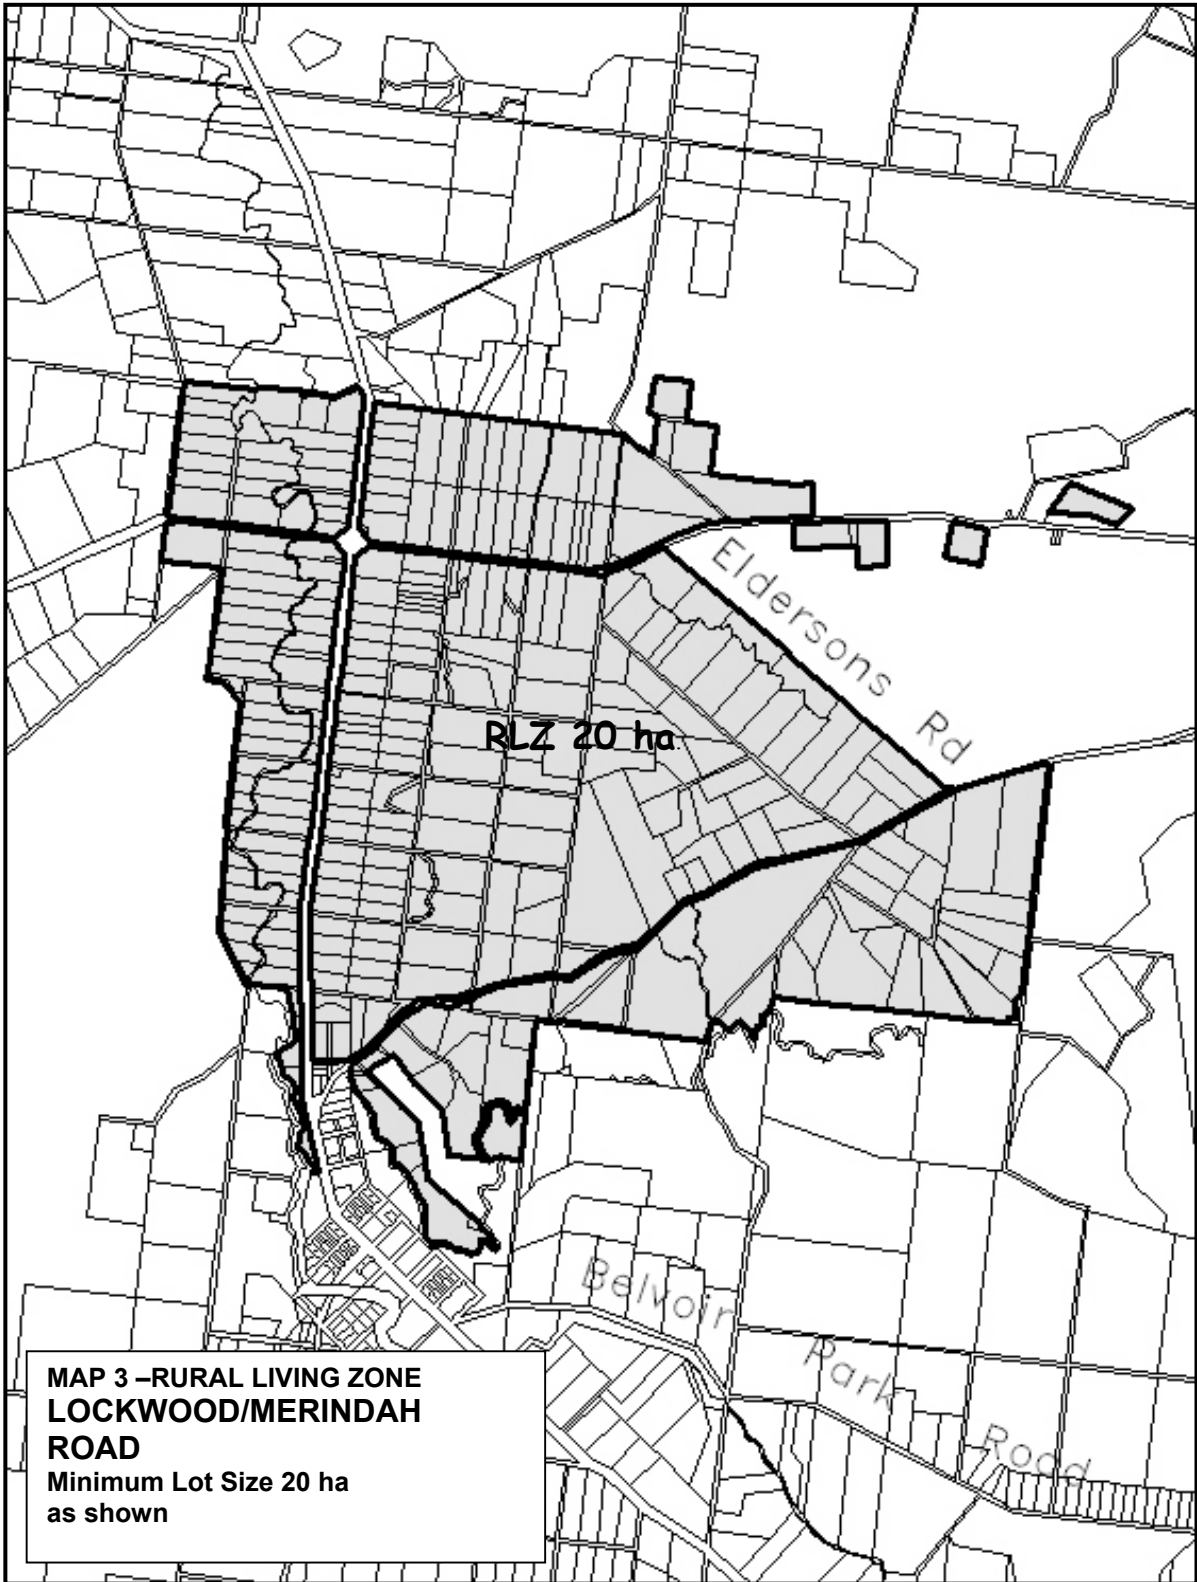 Eldersons Rd
RLZ 20 ha
Belvoir Park Road
MAP 3 –RURAL LIVING ZONE
LOCKWOOD/MERINDAH
ROAD
Minimum Lot Size 20 ha
as shown